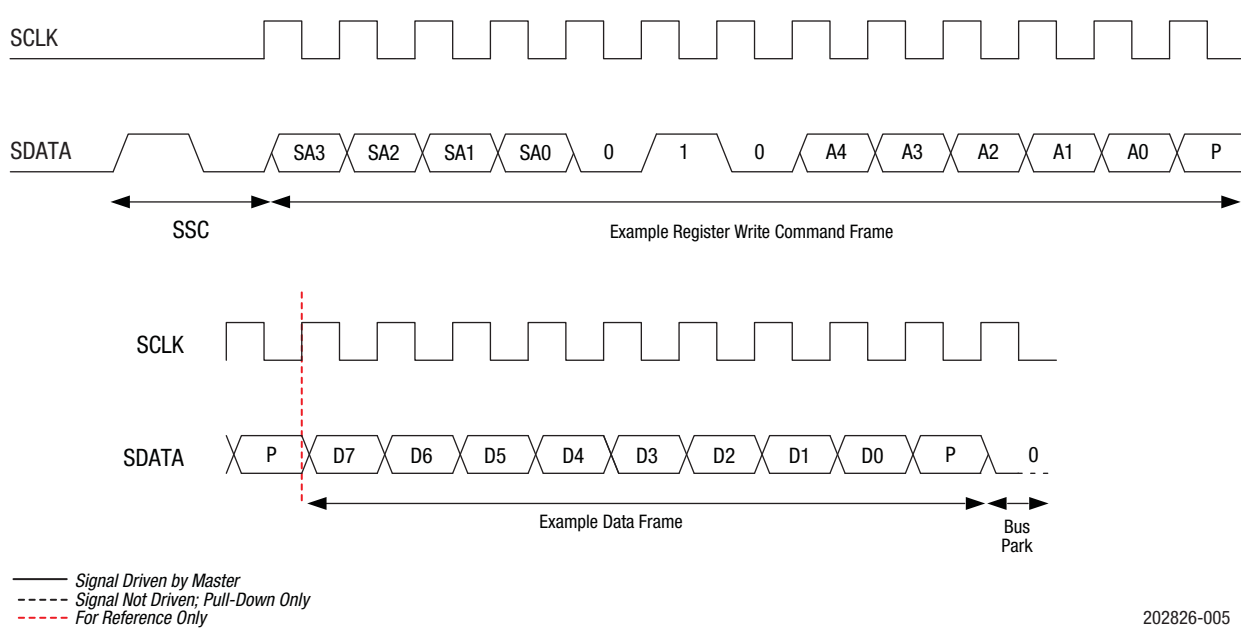 SCLK
SDATA SA3 SA2 SA1 SA0 0 1 0 A4 A3 A2 A1 A0 P
SSC Example Register Write Command Frame
SCLK
SDATA P D7 D6 D5 D4 D3 D2 D1 D0 P 0
Example Data Frame Bus
Park
Signal Driven by Master
Signal Not Driven; Pull-Down Only
For Reference Only 202826-005